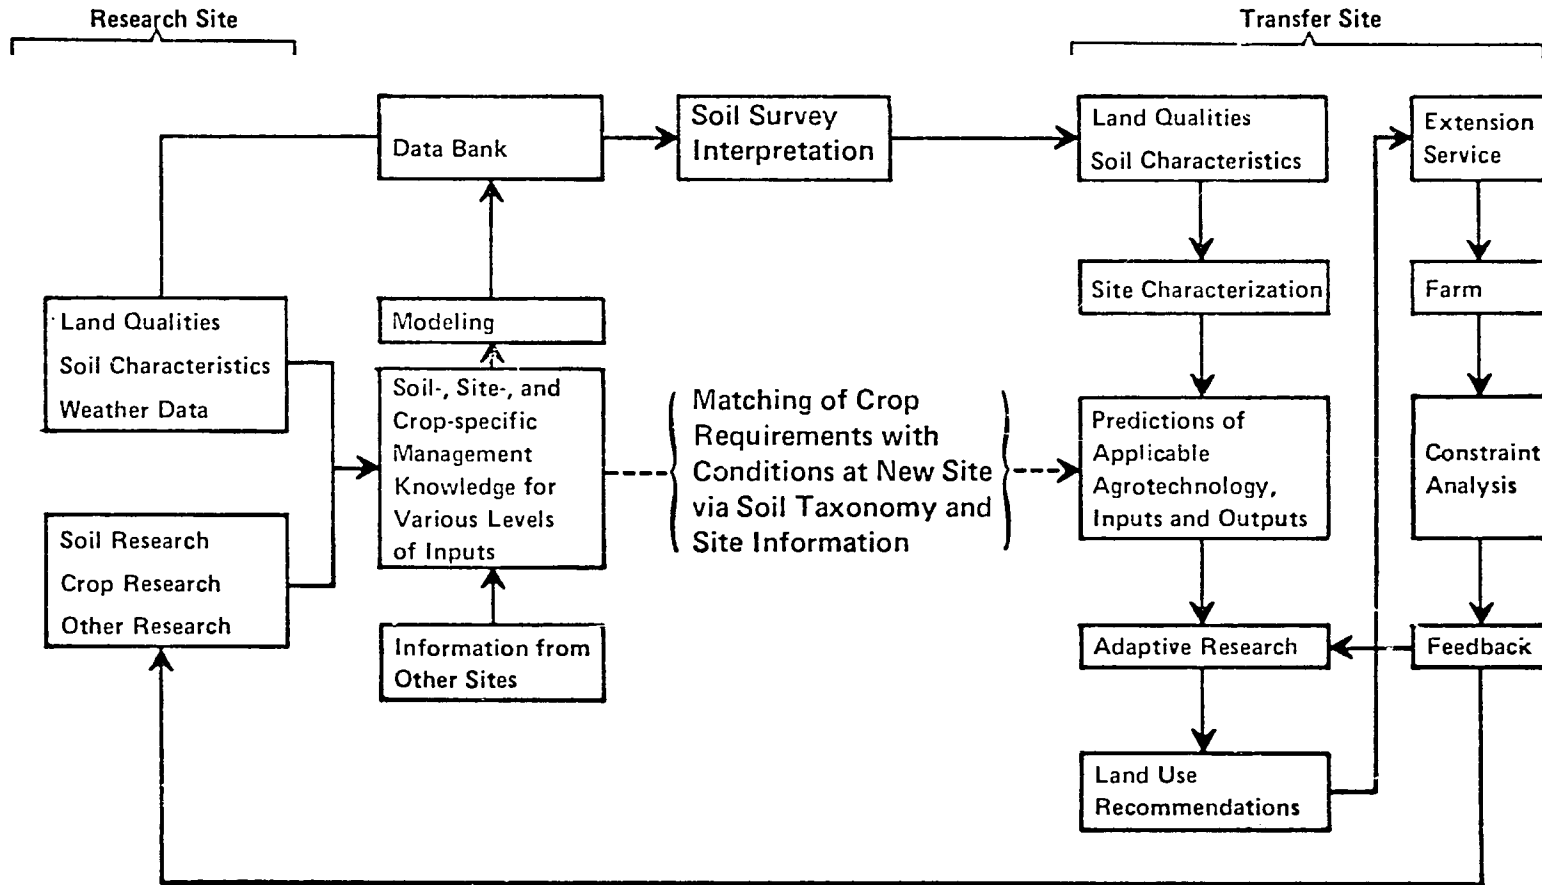 Research Site
Transfer Site
Data Bank
Soil Survey
Interpretation
Land Qualities
Soil Characteristics
Extension
Service
Land Qualities
Soil Characteristics
Weather Data
Modeling
Site Characterization
Farm
Soil-, Site-, and
Crop-specific
Management
Knowledge for
Various Levels
of Inputs
Matching of Crop
Requirements with
Conditions at New Site
via Soil Taxonomy and
Site Information
Predictions of
Applicable
Agrotechnology,
Inputs and Outputs
Constraint
Analysis
Soil Research
Crop Research
Other Research
Information from
Other Sites
Adaptive Research
Feedback
Land Use
Recommendations